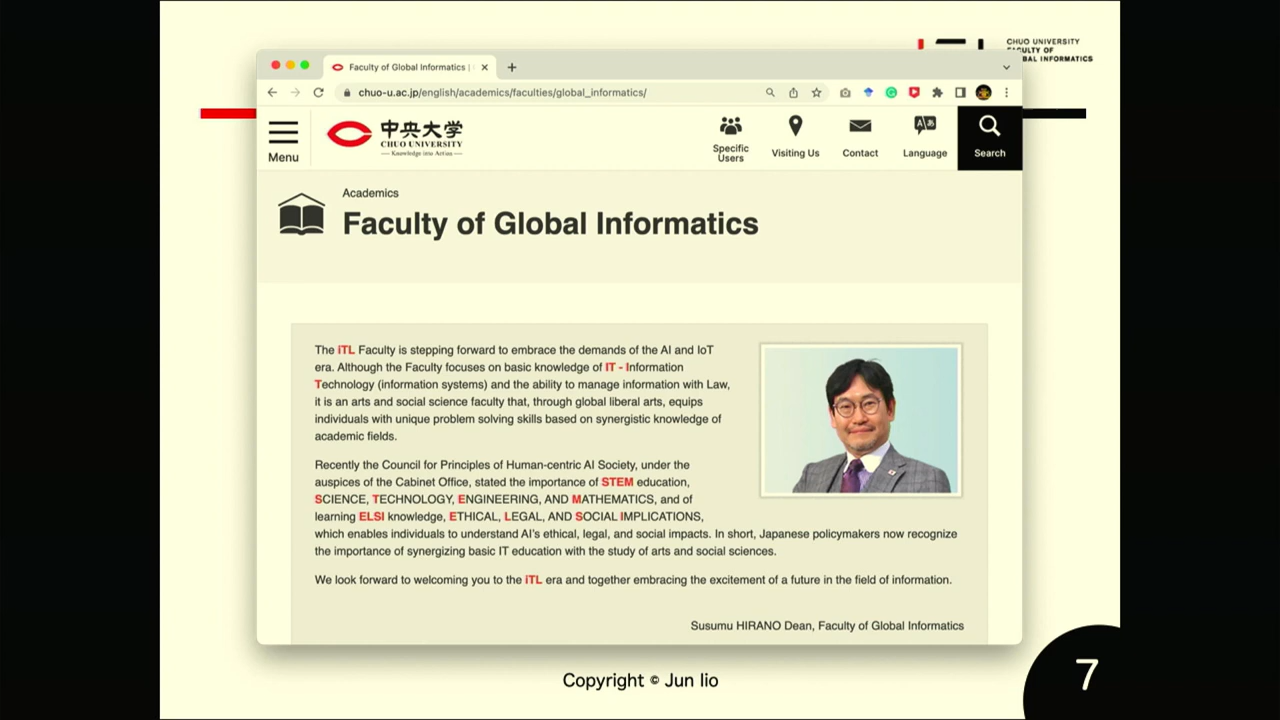 CHUO UNIVERSITY
FACULTY OF
BAL INFORMATICS
Faculty of Global Informatics |
chuo-u.ac.jp/english/academics/faculties/global_informatics/
Menu
中央大学
CHUO UNIVERSITY
— Knowledge into Action —
Specific
Users
Visiting Us
Contact
Language
Search
Academics
Faculty of Global Informatics
The iTL Faculty is stepping forward to embrace the demands of the AI and IoT
era. Although the Faculty focuses on basic knowledge of IT - Information
Technology (information systems) and the ability to manage information with Law,
it is an arts and social science faculty that, through global liberal arts, equips
individuals with unique problem solving skills based on synergistic knowledge of
academic fields.
Recently the Council for Principles of Human-centric AI Society, under the
auspices of the Cabinet Office, stated the importance of STEM education,
SCIENCE, TECHNOLOGY, ENGINEERING, AND MATHEMATICS, and of
learning ELSI knowledge, ETHICAL, LEGAL, AND SOCIAL IMPLICATIONS,
which enables individuals to understand AI's ethical, legal, and social impacts. In short, Japanese policymakers now recognize
the importance of synergizing basic IT education with the study of arts and social sciences.
We look forward to welcoming you to the iTL era and together embracing the excitement of a future in the field of information.
Susumu HIRANO Dean, Faculty of Global Informatics
Copyright © Jun Iio
7